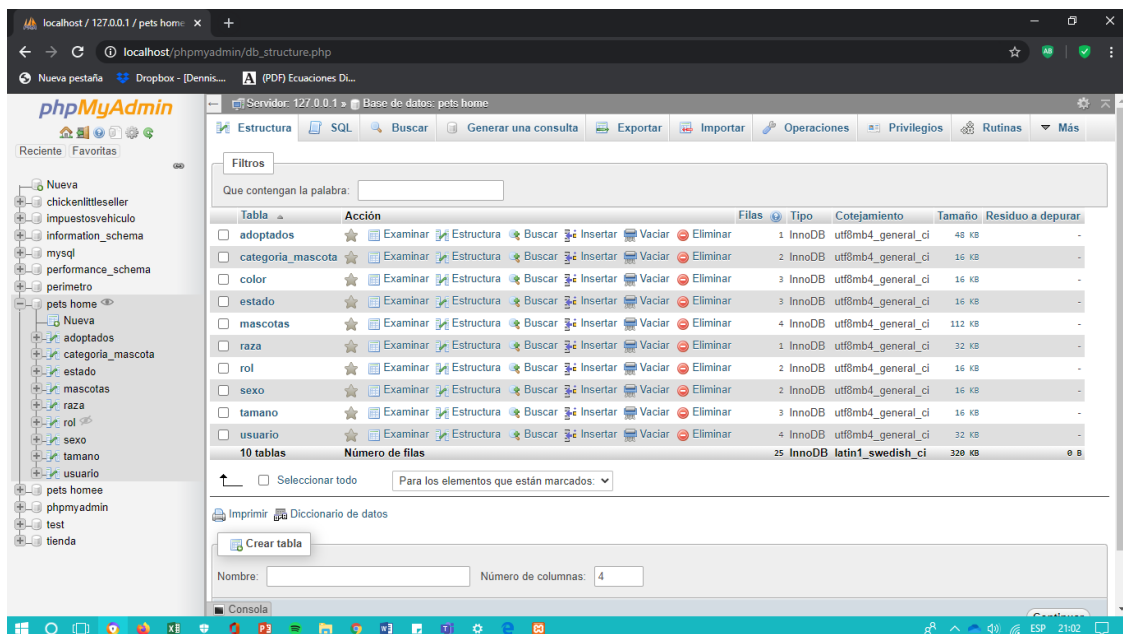 localhost / 127.0.0.1 / pets home
localhost/phpmyadmin/db_structure.php
AB
Nueva pestaña Dropbox - [Dennis.... A (PDF) Ecuaciones Di...
phpMyAdmin
Reciente Favoritas
Nueva
chickenlittleseller
impuestosvehiculo
information_schema
mysql
performance_schema
perimetro
pets home
Nueva
adoptados
categoria_mascota
estado
mascotas
raza
rol
sexo
tamano
usuario
pets homee
phpmyadmin
test
tienda
Servidor: 127.0.0.1 » Base de datos: pets home
Estructura SQL Buscar Generar una consulta Exportar Importar Operaciones Privilegios Rutinas Más
Filtros
Que contengan la palabra:
Tabla Acción Filas Tipo Cotejamiento Tamaño Residuo a depurar
adoptados Examinar Estructura Buscar Insertar Vaciar Eliminar 1 InnoDB utf8mb4_general_ci 48 KB -
categoria_mascota Examinar Estructura Buscar Insertar Vaciar Eliminar 2 InnoDB utf8mb4_general_ci 16 KB -
color Examinar Estructura Buscar Insertar Vaciar Eliminar 3 InnoDB utf8mb4_general_ci 16 KB -
estado Examinar Estructura Buscar Insertar Vaciar Eliminar 3 InnoDB utf8mb4_general_ci 16 KB -
mascotas Examinar Estructura Buscar Insertar Vaciar Eliminar 4 InnoDB utf8mb4_general_ci 112 KB -
raza Examinar Estructura Buscar Insertar Vaciar Eliminar 1 InnoDB utf8mb4_general_ci 32 KB -
rol Examinar Estructura Buscar Insertar Vaciar Eliminar 2 InnoDB utf8mb4_general_ci 16 KB -
sexo Examinar Estructura Buscar Insertar Vaciar Eliminar 2 InnoDB utf8mb4_general_ci 16 KB -
tamano Examinar Estructura Buscar Insertar Vaciar Eliminar 3 InnoDB utf8mb4_general_ci 16 KB -
usuario Examinar Estructura Buscar Insertar Vaciar Eliminar 4 InnoDB utf8mb4_general_ci 32 KB -
10 tablas Número de filas 25 InnoDB latin1_swedish_ci 320 KB 0 B
Seleccionar todo Para los elementos que están marcados:
Imprimir Diccionario de datos
Crear tabla
Nombre: Número de columnas: 4
Consola
ESP 21:02